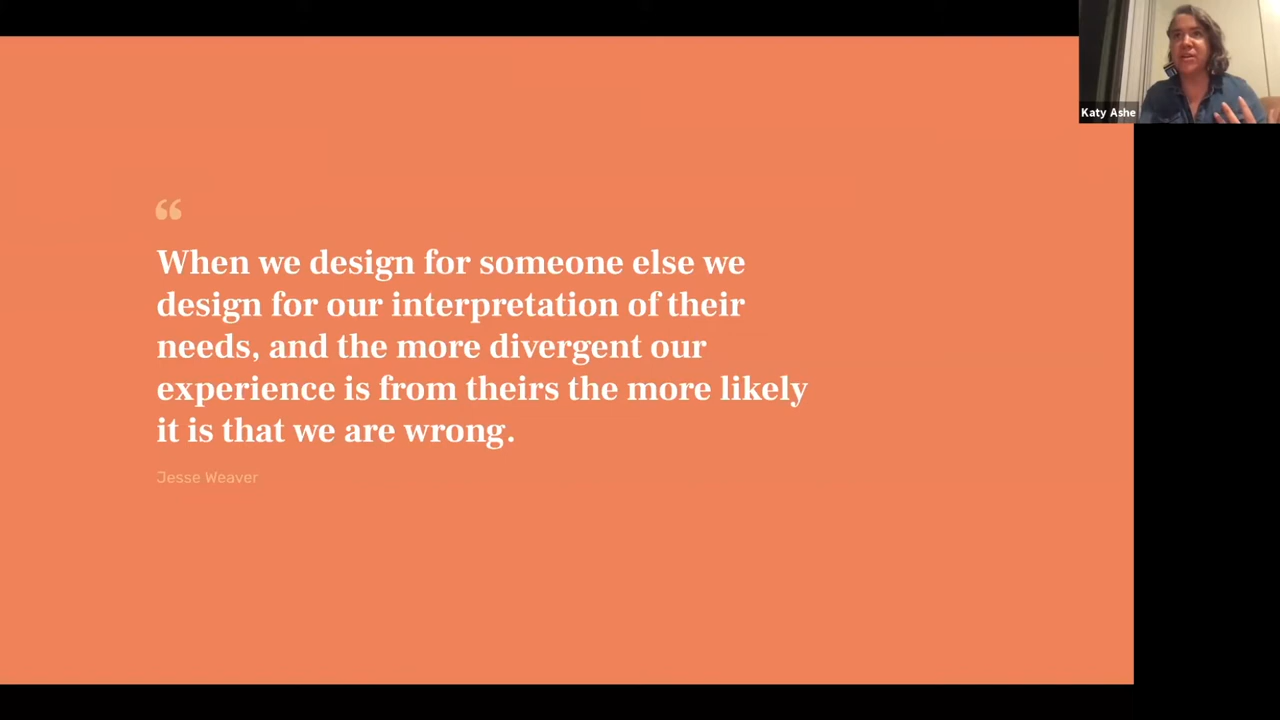 Katy Ashe
“
When we design for someone else we
design for our interpretation of their
needs, and the more divergent our
experience is from theirs the more likely
it is that we are wrong.
Jesse Weaver